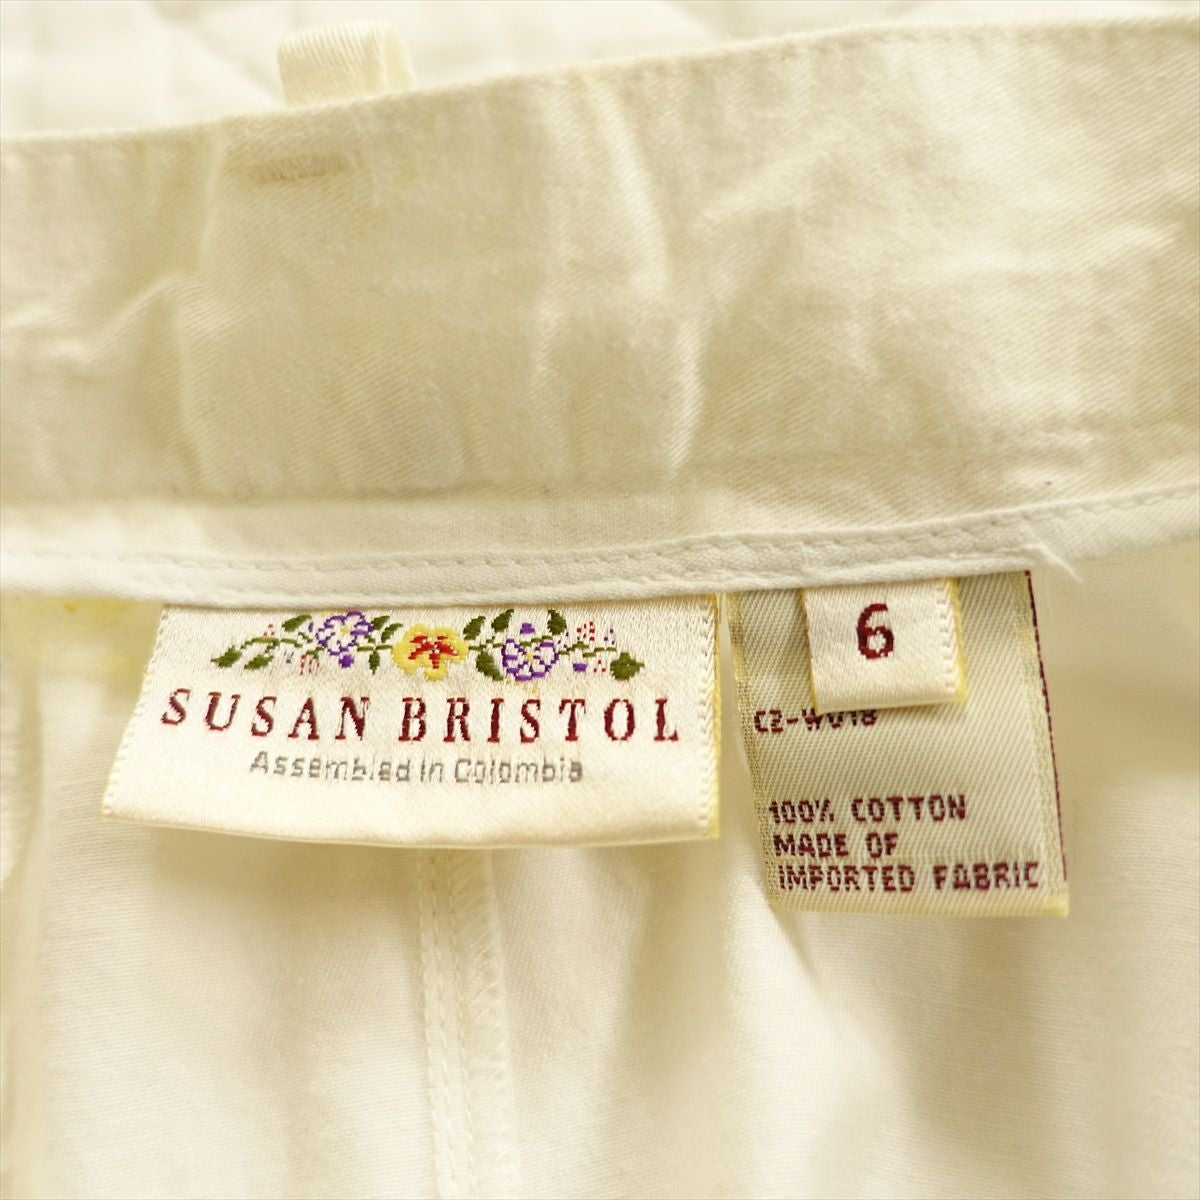 SUSAN BRISTOL
Assembled in Colombia
6
100% COTTON
MADE OF
IMPORTED FABRIC